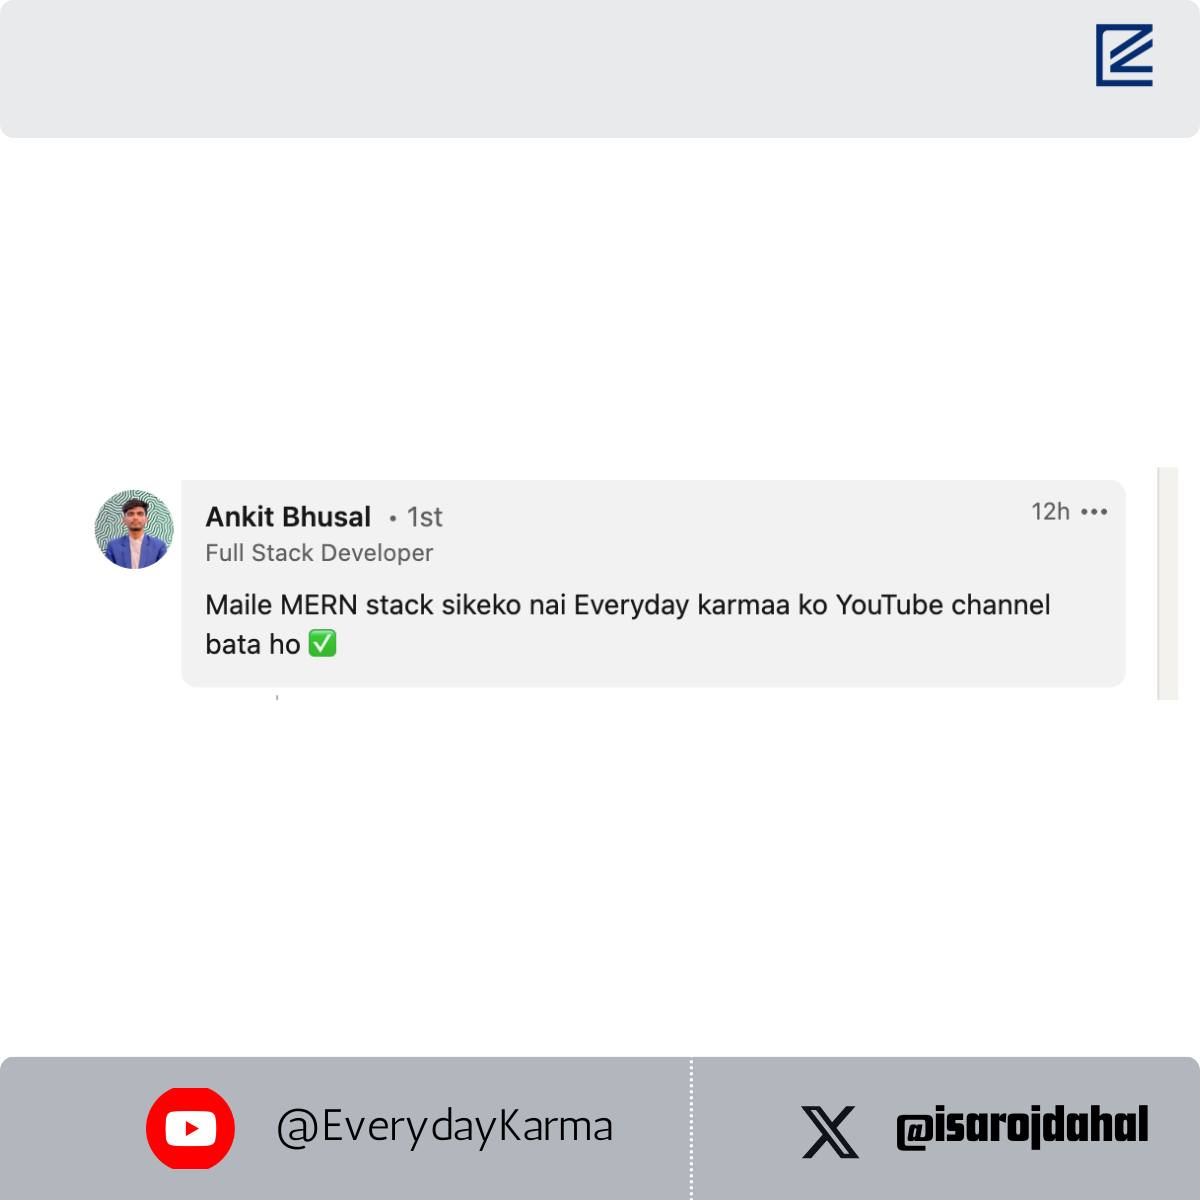 Ankit Bhusal • 1st
12h •••
Full Stack Developer
Maile MERN stack sikeko nai Everyday karmaa ko YouTube channel
bata ho ✅
@EverydayKarma
@isarojdahal